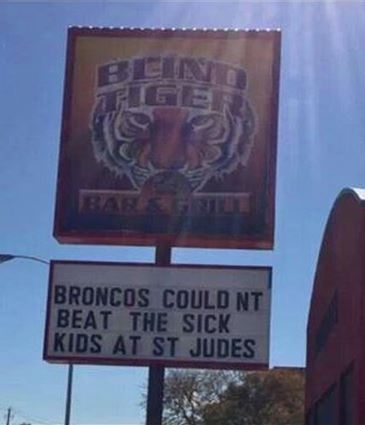 BLIND
TIGER
BAR & GRILL
BRONCOS COULD NT
BEAT THE SICK
KIDS AT ST JUDES